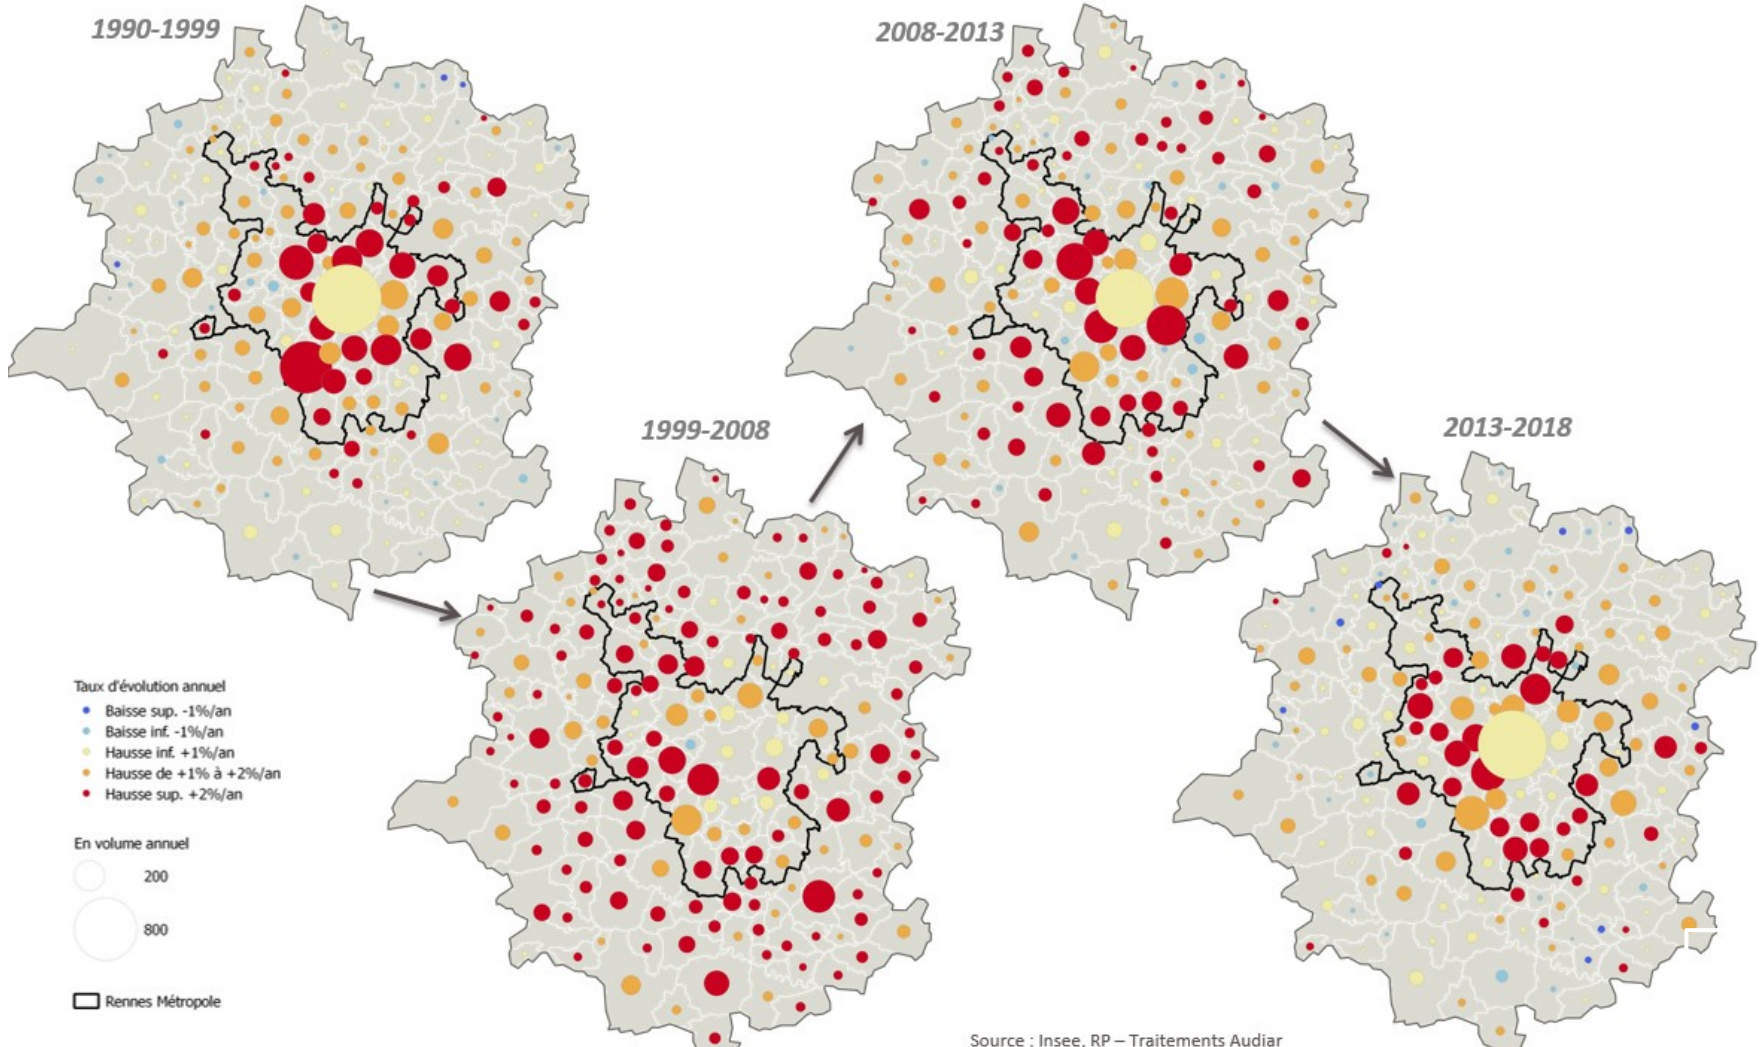 1990-1999
2008-2013
1999-2008
2013-2018
Taux d'évolution annuel
Baisse sup. -1%/an
Baisse inf. -1%/an
Hausse inf. +1%/an
Hausse de +1% à +2%/an
Hausse sup. +2%/an
En volume annuel
200
800
Rennes Métropole
Source : Insee, RP – Traitements Audiar